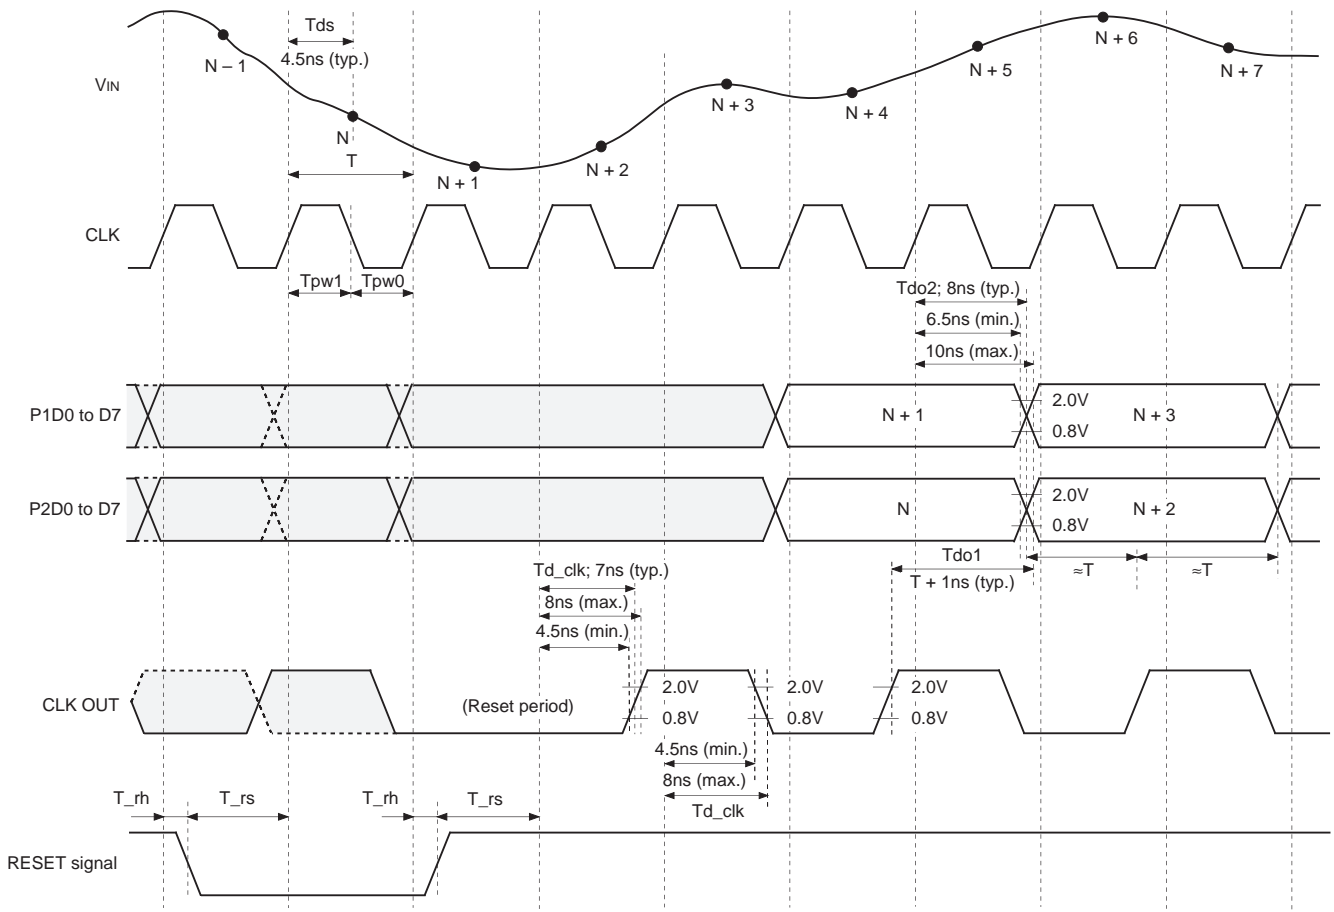 Tds
4.5ns (typ.)
N – 1
N + 6
N + 5
N + 7
VIN
N + 3
N + 4
N
T
N + 1
N + 2
CLK
Tpw1
Tpw0
Tdo2; 8ns (typ.)
6.5ns (min.)
10ns (max.)
P1D0 to D7
N + 1
2.0V
0.8V
N + 3
P2D0 to D7
N
2.0V
0.8V
N + 2
Tdo1
T + 1ns (typ.)
≈T
≈T
Td_clk; 7ns (typ.)
8ns (max.)
4.5ns (min.)
CLK OUT
(Reset period)
2.0V
0.8V
2.0V
0.8V
2.0V
0.8V
4.5ns (min.)
8ns (max.)
Td_clk
T_rh
T_rs
T_rh
T_rs
RESET signal